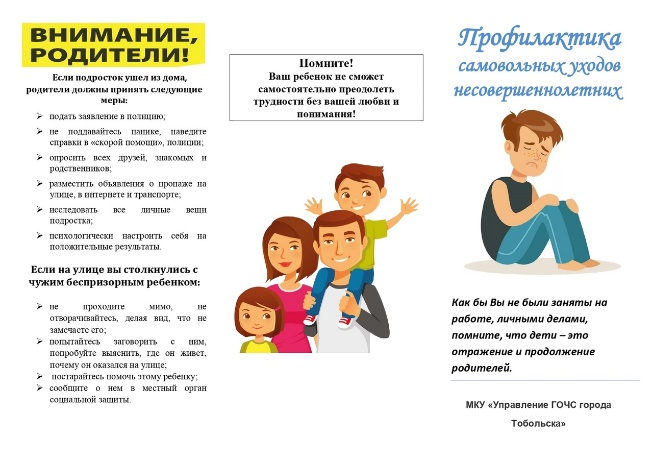 ВНИМАНИЕ,
РОДИТЕЛИ!
Если подросток ушел из дома,
родители должны принять следующие
меры:
➢ подать заявление в полицию;
➢ не поддавайтесь панике, наведите
справки в «скорой помощи», полиции;
➢ опросить всех друзей, знакомых и
родственников;
➢ разместить объявления о пропаже на
улице, в интернете и транспорте;
➢ исследовать все личные вещи
подростка;
➢ психологически настроить себя на
положительные результаты.
Если на улице вы столкнулись с
чужим беспризорным ребенком:
➢ не проходите мимо, не
отворачивайтесь, делая вид, что не
замечаете его;
➢ попытайтесь заговорить с ним,
попробуйте выяснить, где он живет,
почему он оказался на улице;
➢ постарайтесь помочь этому ребенку;
➢ сообщите о нем в местный орган
социальной защиты.
Помните!
Ваш ребенок не сможет
самостоятельно преодолеть
трудности без вашей любви и
понимания!
Профилактика
самовольных уходов
несовершеннолетних
Как бы Вы не были заняты на
работе, личными делами,
помните, что дети – это
отражение и продолжение
родителей.
МКУ «Управление ГОЧС города
Тобольска»